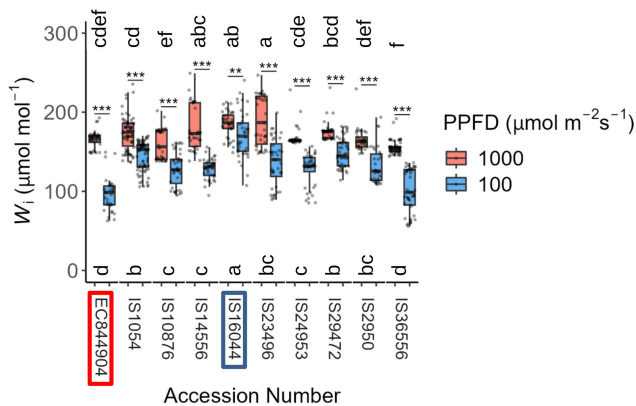 cdef cd ef abc ab a cde bcd def f
300
200
100
0
*** *** *** *** ** *** *** *** *** ***
d b c c a bc c b bc d
W i (μmol mol−1)
EC844904
IS1054
IS10876
IS14556
IS16044
IS23496
IS24953
IS29472
IS2950
IS36556
Accession Number
PPFD (μmol m−2s−1)
1000
100